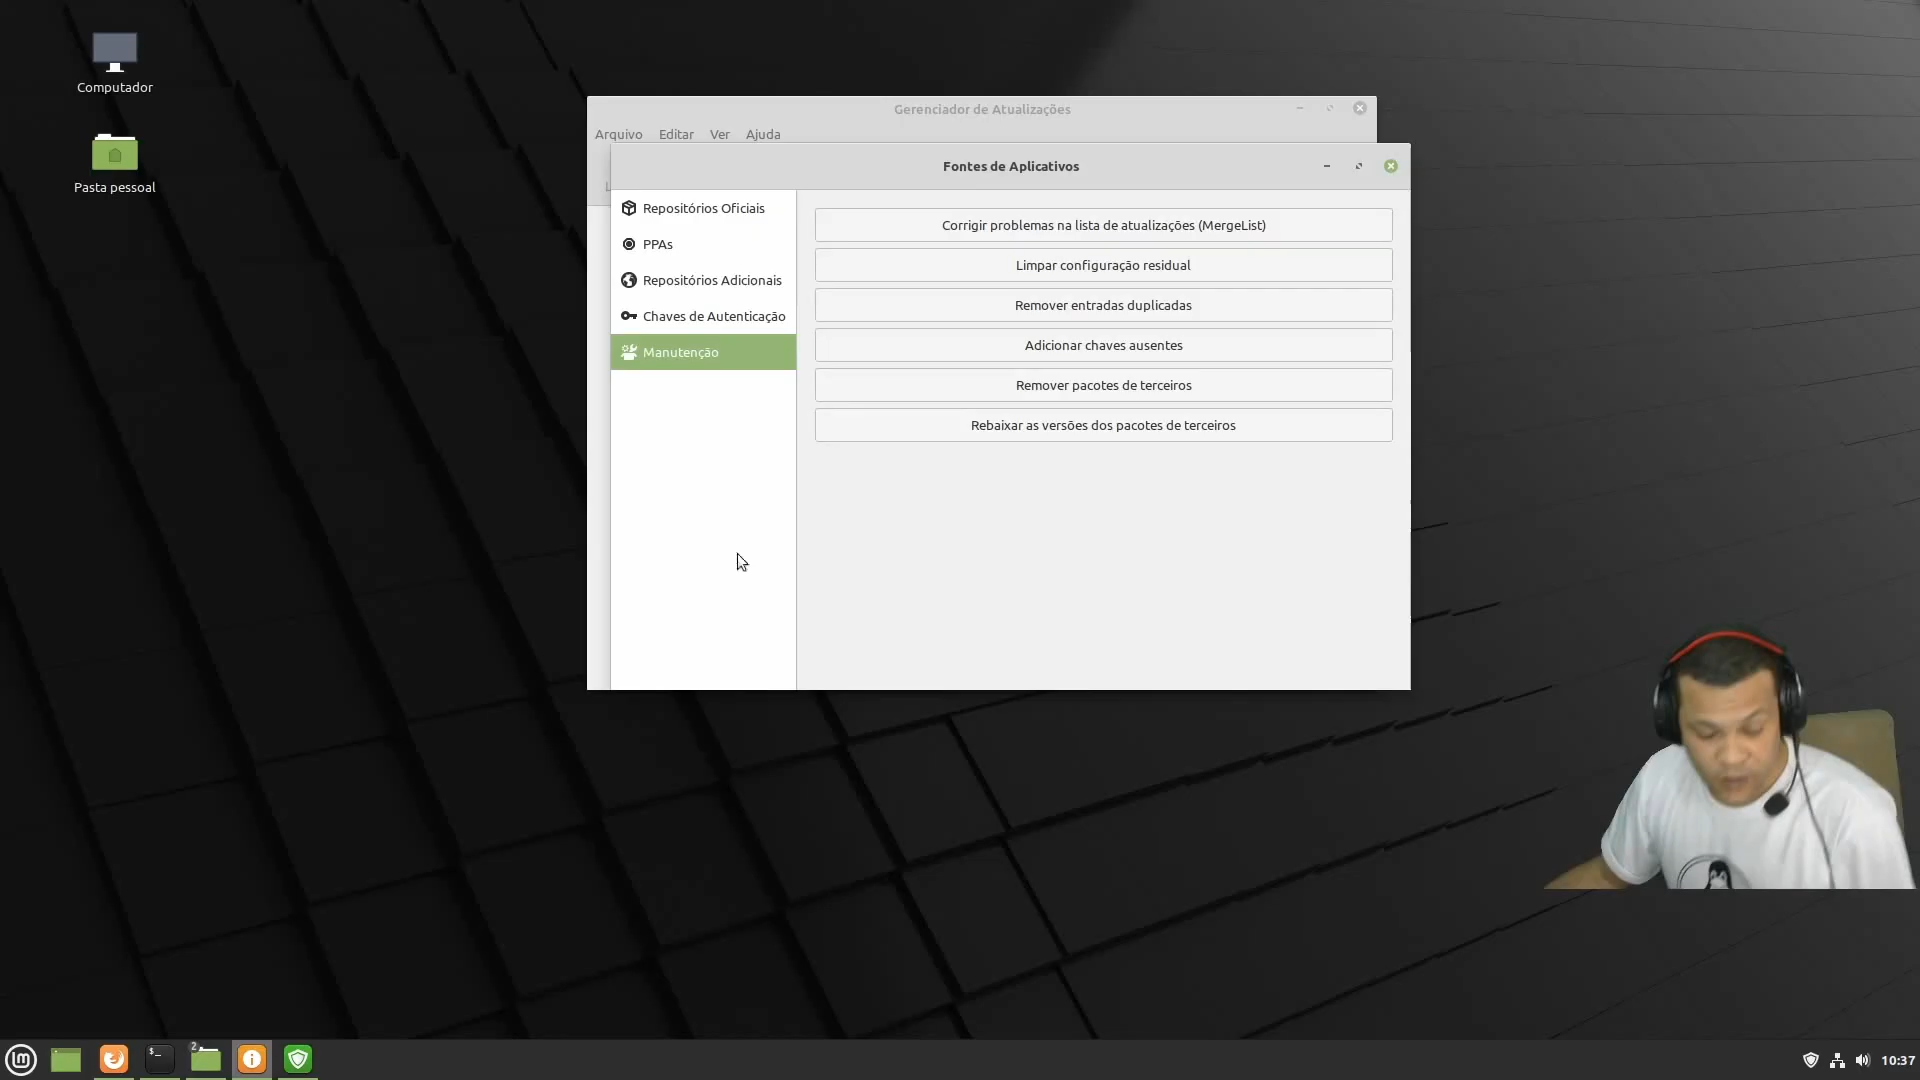 Computador
Pasta pessoal
Gerenciador de Atualizações
Arquivo Editar Ver Ajuda
Fontes de Aplicativos
Repositórios Oficiais
PPAs
Repositórios Adicionais
Chaves de Autenticação
Manutenção
Corrigir problemas na lista de atualizações (MergeList)
Limpar configuração residual
Remover entradas duplicadas
Adicionar chaves ausentes
Remover pacotes de terceiros
Rebaixar as versões dos pacotes de terceiros
2
10:37